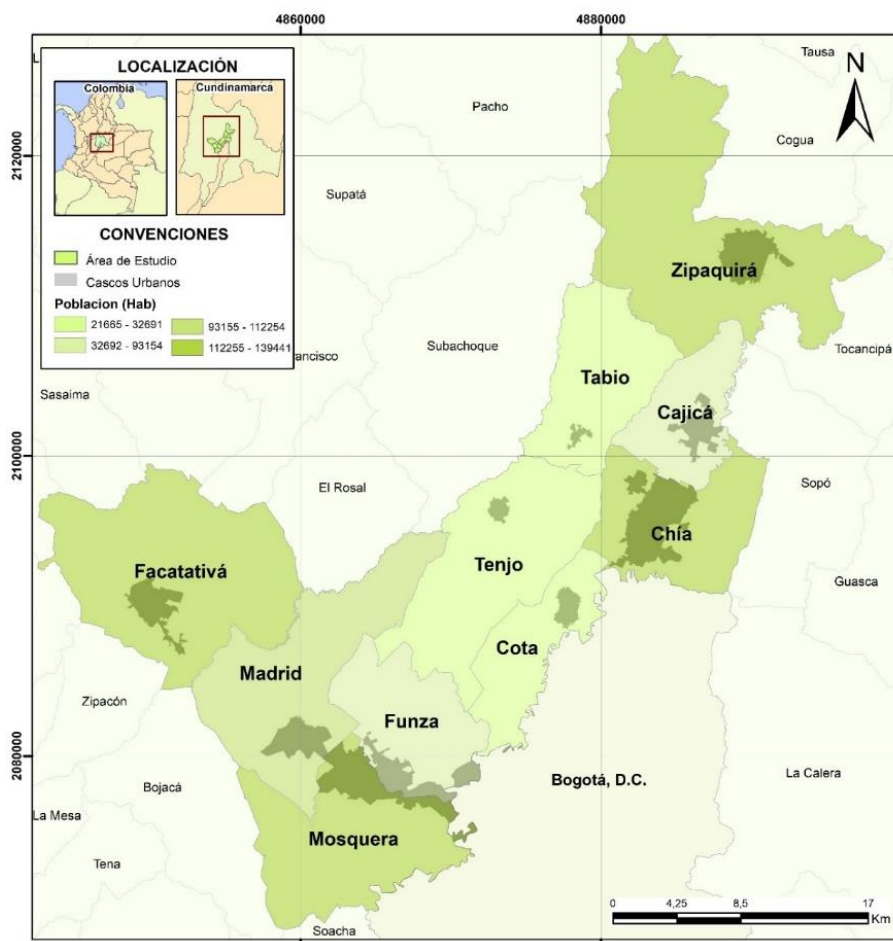 4860000
4880000
LOCALIZACIÓN
Colombia
Cundinamarca
CONVENCIONES
Área de Estudio
Cascos Urbanos
Poblacion (Hab)
21665 - 32691
93155 - 112254
32692 - 93154
112255 - 139441
N
Tausa
Pacho
Cogua
2120000
Supatá
Zipaquirá
Subachoque
Tocancipá
rancisco
Tabio
Sasaima
Cajicá
2100000
El Rosal
Sopó
Chía
Facatativá
Tenjo
Guasca
Cota
Madrid
Zipacón
Funza
2080000
Bojacá
Bogotá, D.C.
La Calera
La Mesa
Mosquera
Tena
Soacha
0 4,25 8,5 17
Km